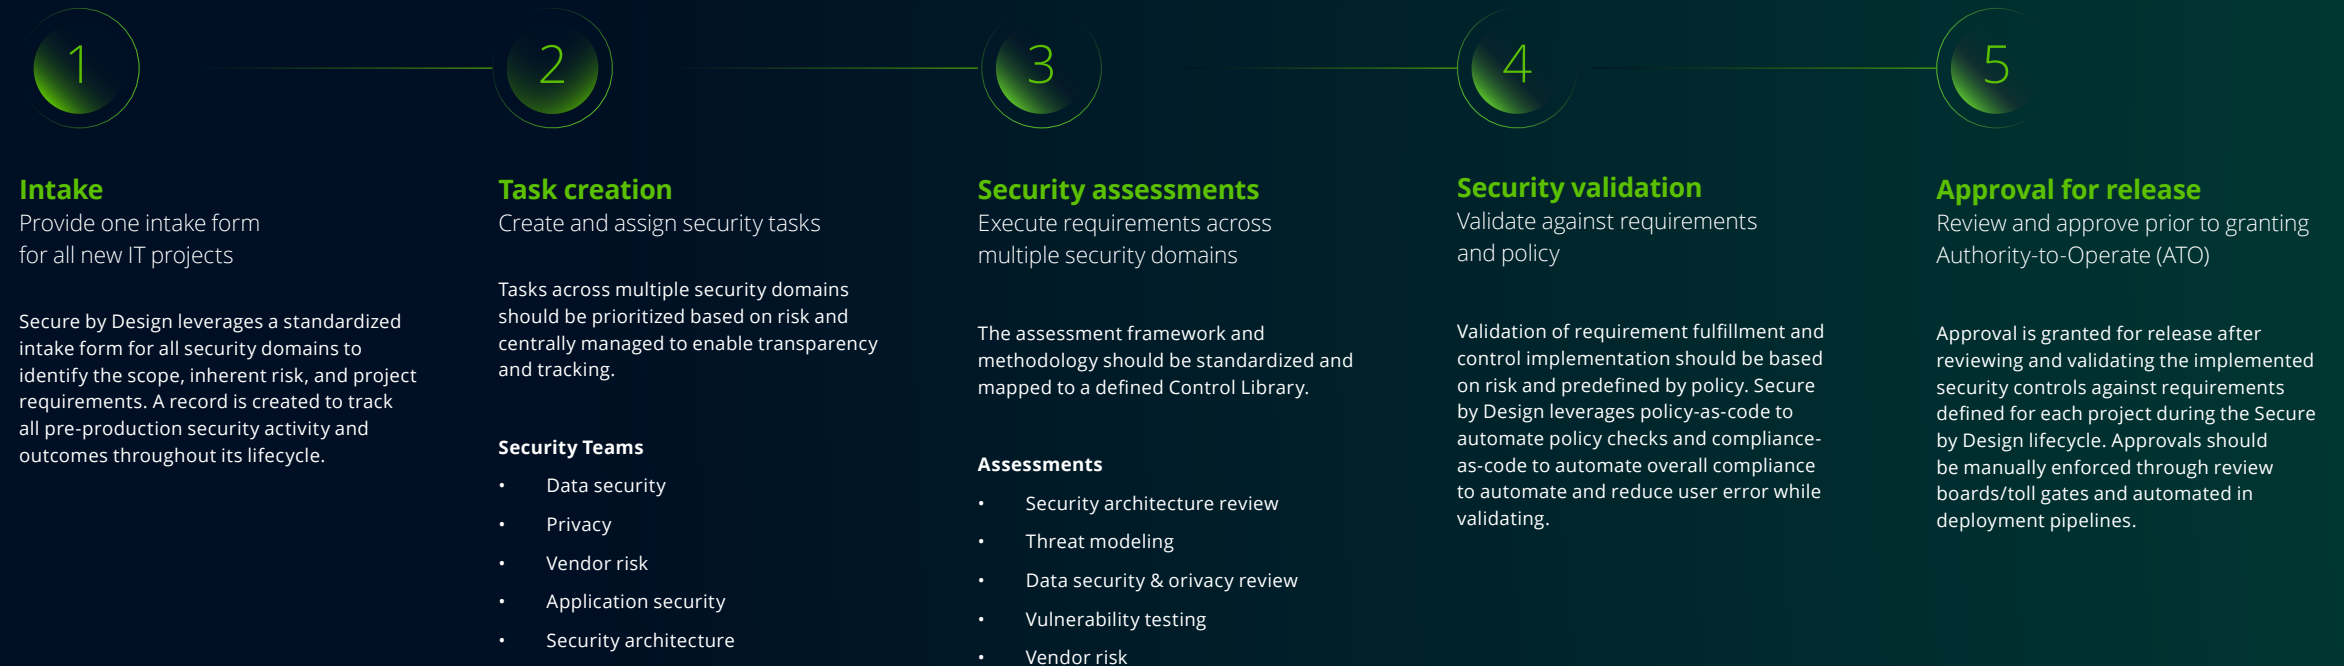 1
Intake
Provide one intake form
for all new IT projects
Secure by Design leverages a standardized
intake form for all security domains to
identify the scope, inherent risk, and project
requirements. A record is created to track
all pre-production security activity and
outcomes throughout its lifecycle.
2
Task creation
Create and assign security tasks
Tasks across multiple security domains
should be prioritized based on risk and
centrally managed to enable transparency
and tracking.
Security Teams
• Data security
• Privacy
• Vendor risk
• Application security
• Security architecture
3
Security assessments
Execute requirements across
multiple security domains
The assessment framework and
methodology should be standardized and
mapped to a defined Control Library.
Assessments
• Security architecture review
• Threat modeling
• Data security & orivacy review
• Vulnerability testing
• Vendor risk
4
Security validation
Validate against requirements
and policy
Validation of requirement fulfillment and
control implementation should be based
on risk and predefined by policy. Secure
by Design leverages policy-as-code to
automate policy checks and compliance-
as-code to automate overall compliance
to automate and reduce user error while
validating.
5
Approval for release
Review and approve prior to granting
Authority-to-Operate (ATO)
Approval is granted for release after
reviewing and validating the implemented
security controls against requirements
defined for each project during the Secure
by Design lifecycle. Approvals should
be manually enforced through review
boards/toll gates and automated in
deployment pipelines.